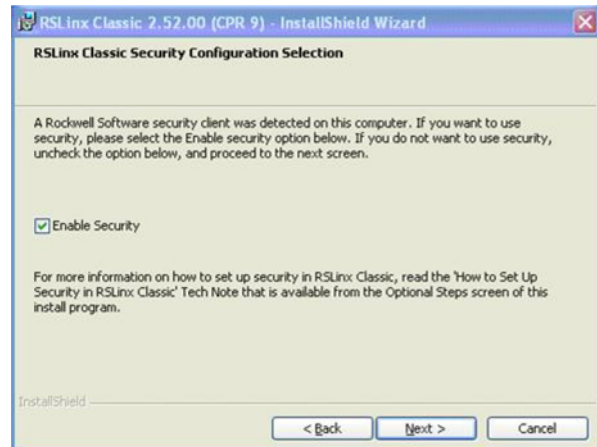 RSLinx Classic 2.52.00 (CPR 9) - InstallShield Wizard
RSLinx Classic Security Configuration Selection
A Rockwell Software security client was detected on this computer. If you want to use
security, please select the Enable security option below. If you do not want to use security,
uncheck the option below, and proceed to the next screen.
Enable Security
For more information on how to set up security in RSLinx Classic, read the 'How to Set Up
Security in RSLinx Classic' Tech Note that is available from the Optional Steps screen of this
install program.
InstallShield
< Back Next > Cancel